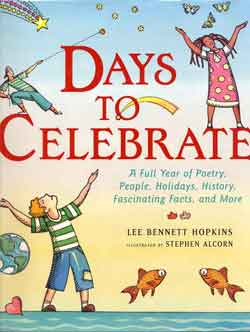 DAYS
TO
CELEBRATE
A Full Year of Poetry,
People, Holidays, History,
Fascinating Facts, and More
LEE BENNETT HOPKINS
ILLUSTRATED BY STEPHEN ALCORN